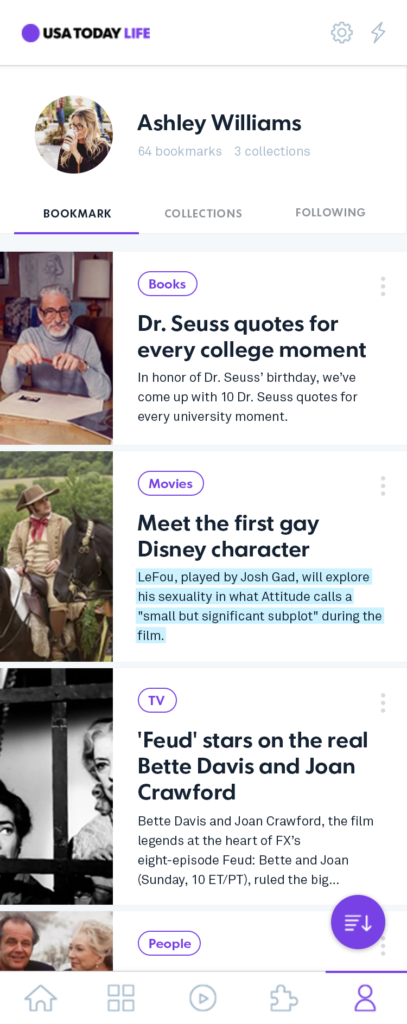 USA TODAY LIFE
Ashley Williams
64 bookmarks 3 collections
BOOKMARK COLLECTIONS FOLLOWING
Books
Dr. Seuss quotes for
every college moment
In honor of Dr. Seuss’ birthday, we’ve
come up with 10 Dr. Seuss quotes for
every university moment.
Movies
Meet the first gay
Disney character
LeFou, played by Josh Gad, will explore
his sexuality in what Attitude calls a
"small but significant subplot" during the
film.
TV
'Feud' stars on the real
Bette Davis and Joan
Crawford
Bette Davis and Joan Crawford, the film
legends at the heart of FX’s
eight-episode Feud: Bette and Joan
(Sunday, 10 ET/PT), ruled the big...
People